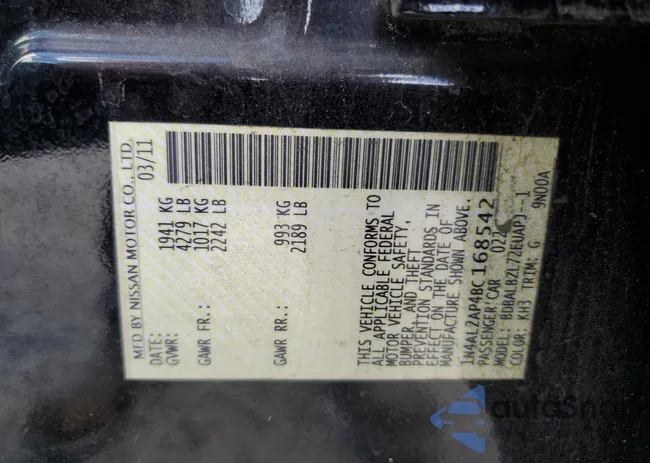 MFD BY NISSAN MOTOR CO., LTD.
DATE: 03/11
GVWR: 1941 KG
4279 LB
GAWR FR: 1017 KG
2242 LB
GAWR RR: 993 KG
2189 LB
THIS VEHICLE CONFORMS TO
ALL APPLICABLE FEDERAL
MOTOR VEHICLE SAFETY,
BUMPER, AND THEFT
PREVENTION STANDARDS IN
EFFECT ON THE DATE OF
MANUFACTURE SHOWN ABOVE.
1N4AL2AP4BC168542
PASSENGER CAR 022
MODEL: BDBALB2L72EUAPJ--1
COLOR: KH3 TRIM: G 9N00A